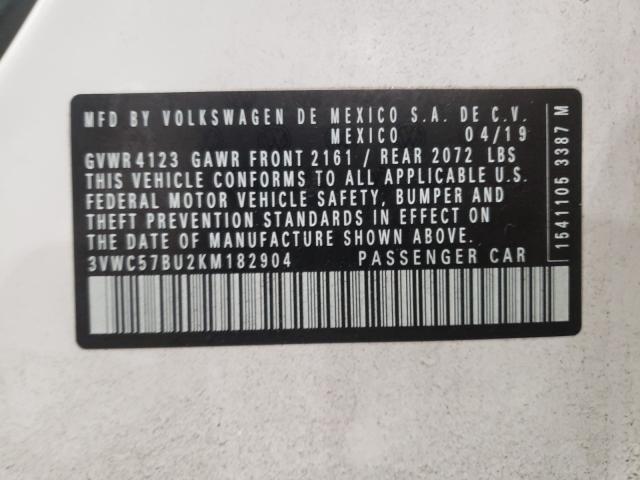 MFD BY VOLKSWAGEN DE MEXICO S.A. DE C.V.
MEXICO 04/19
GVWR 4123 GAWR FRONT 2161 / REAR 2072 LBS
THIS VEHICLE CONFORMS TO ALL APPLICABLE U.S.
FEDERAL MOTOR VEHICLE SAFETY, BUMPER AND
THEFT PREVENTION STANDARDS IN EFFECT ON
THE DATE OF MANUFACTURE SHOWN ABOVE.
3VWC57BU2KM182904 PASSENGER CAR
1541105 3387 M